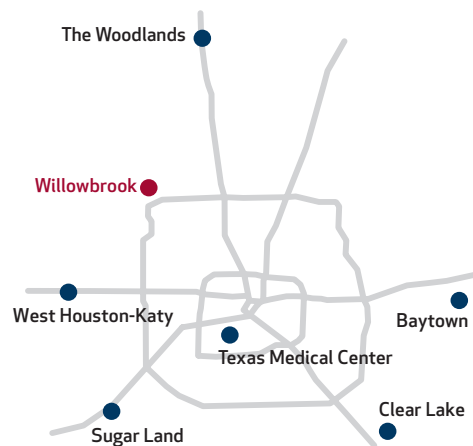 The Woodlands
Willowbrook
West Houston-Katy
Baytown
Texas Medical Center
Clear Lake
Sugar Land